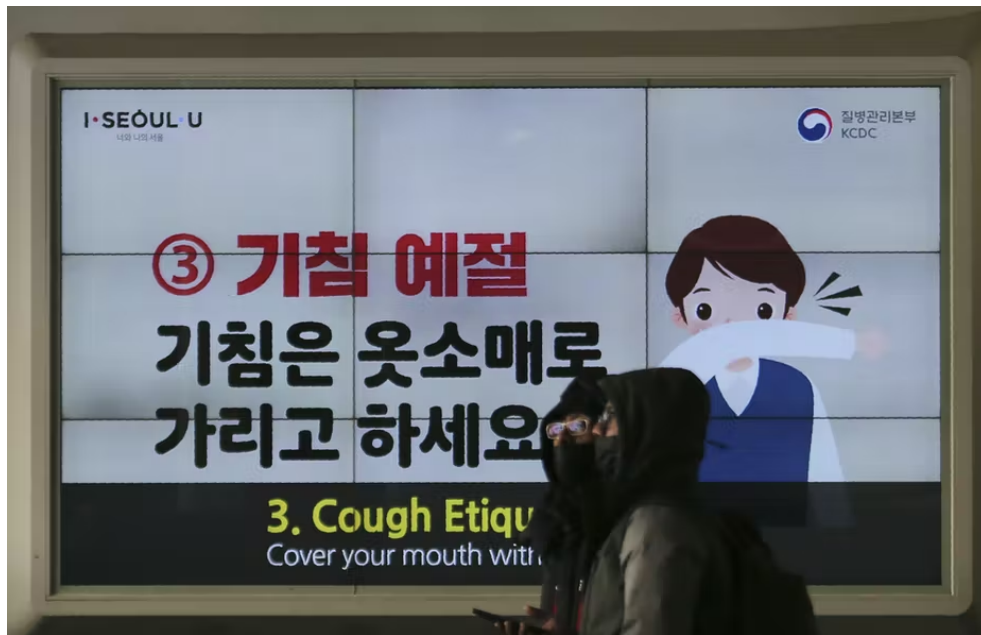 I·SEOUL·U
너와 나의 서울
질병관리본부
KCDC
③ 기침 예절
기침은 옷소매로
가리고 하세요
3. Cough Etiqu
Cover your mouth with